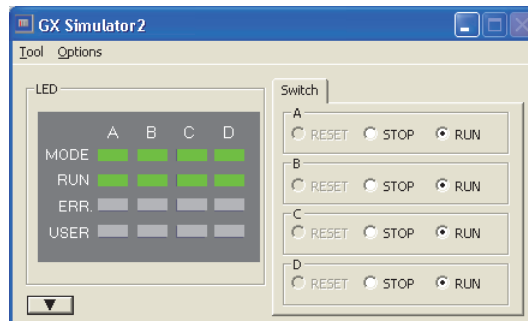 GX Simulator2
Tool Options
LED
A B C D
MODE
RUN
ERR.
USER
Switch
A
RESET STOP RUN
B
RESET STOP RUN
C
RESET STOP RUN
D
RESET STOP RUN